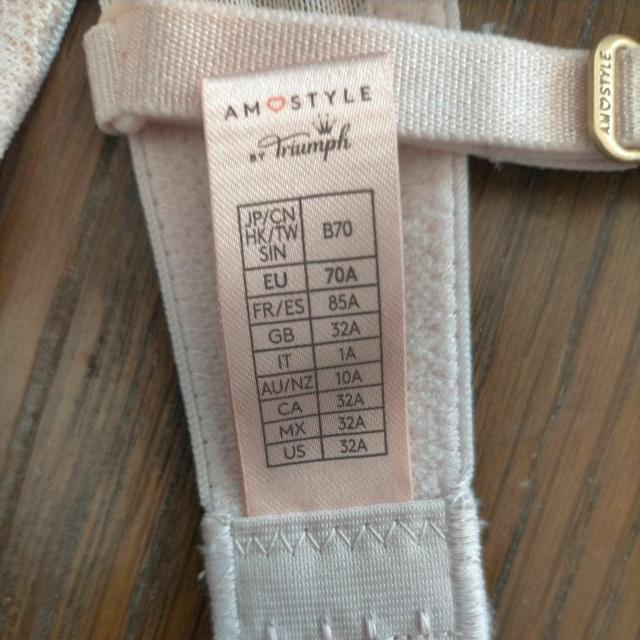 AMOSTYLE
BY Triumph
JP/CN
HK/TW
SIN
B70
EU 70A
FR/ES 85A
GB 32A
IT 1A
AU/NZ 10A
CA 32A
MX 32A
US 32A
AMOSTYLE